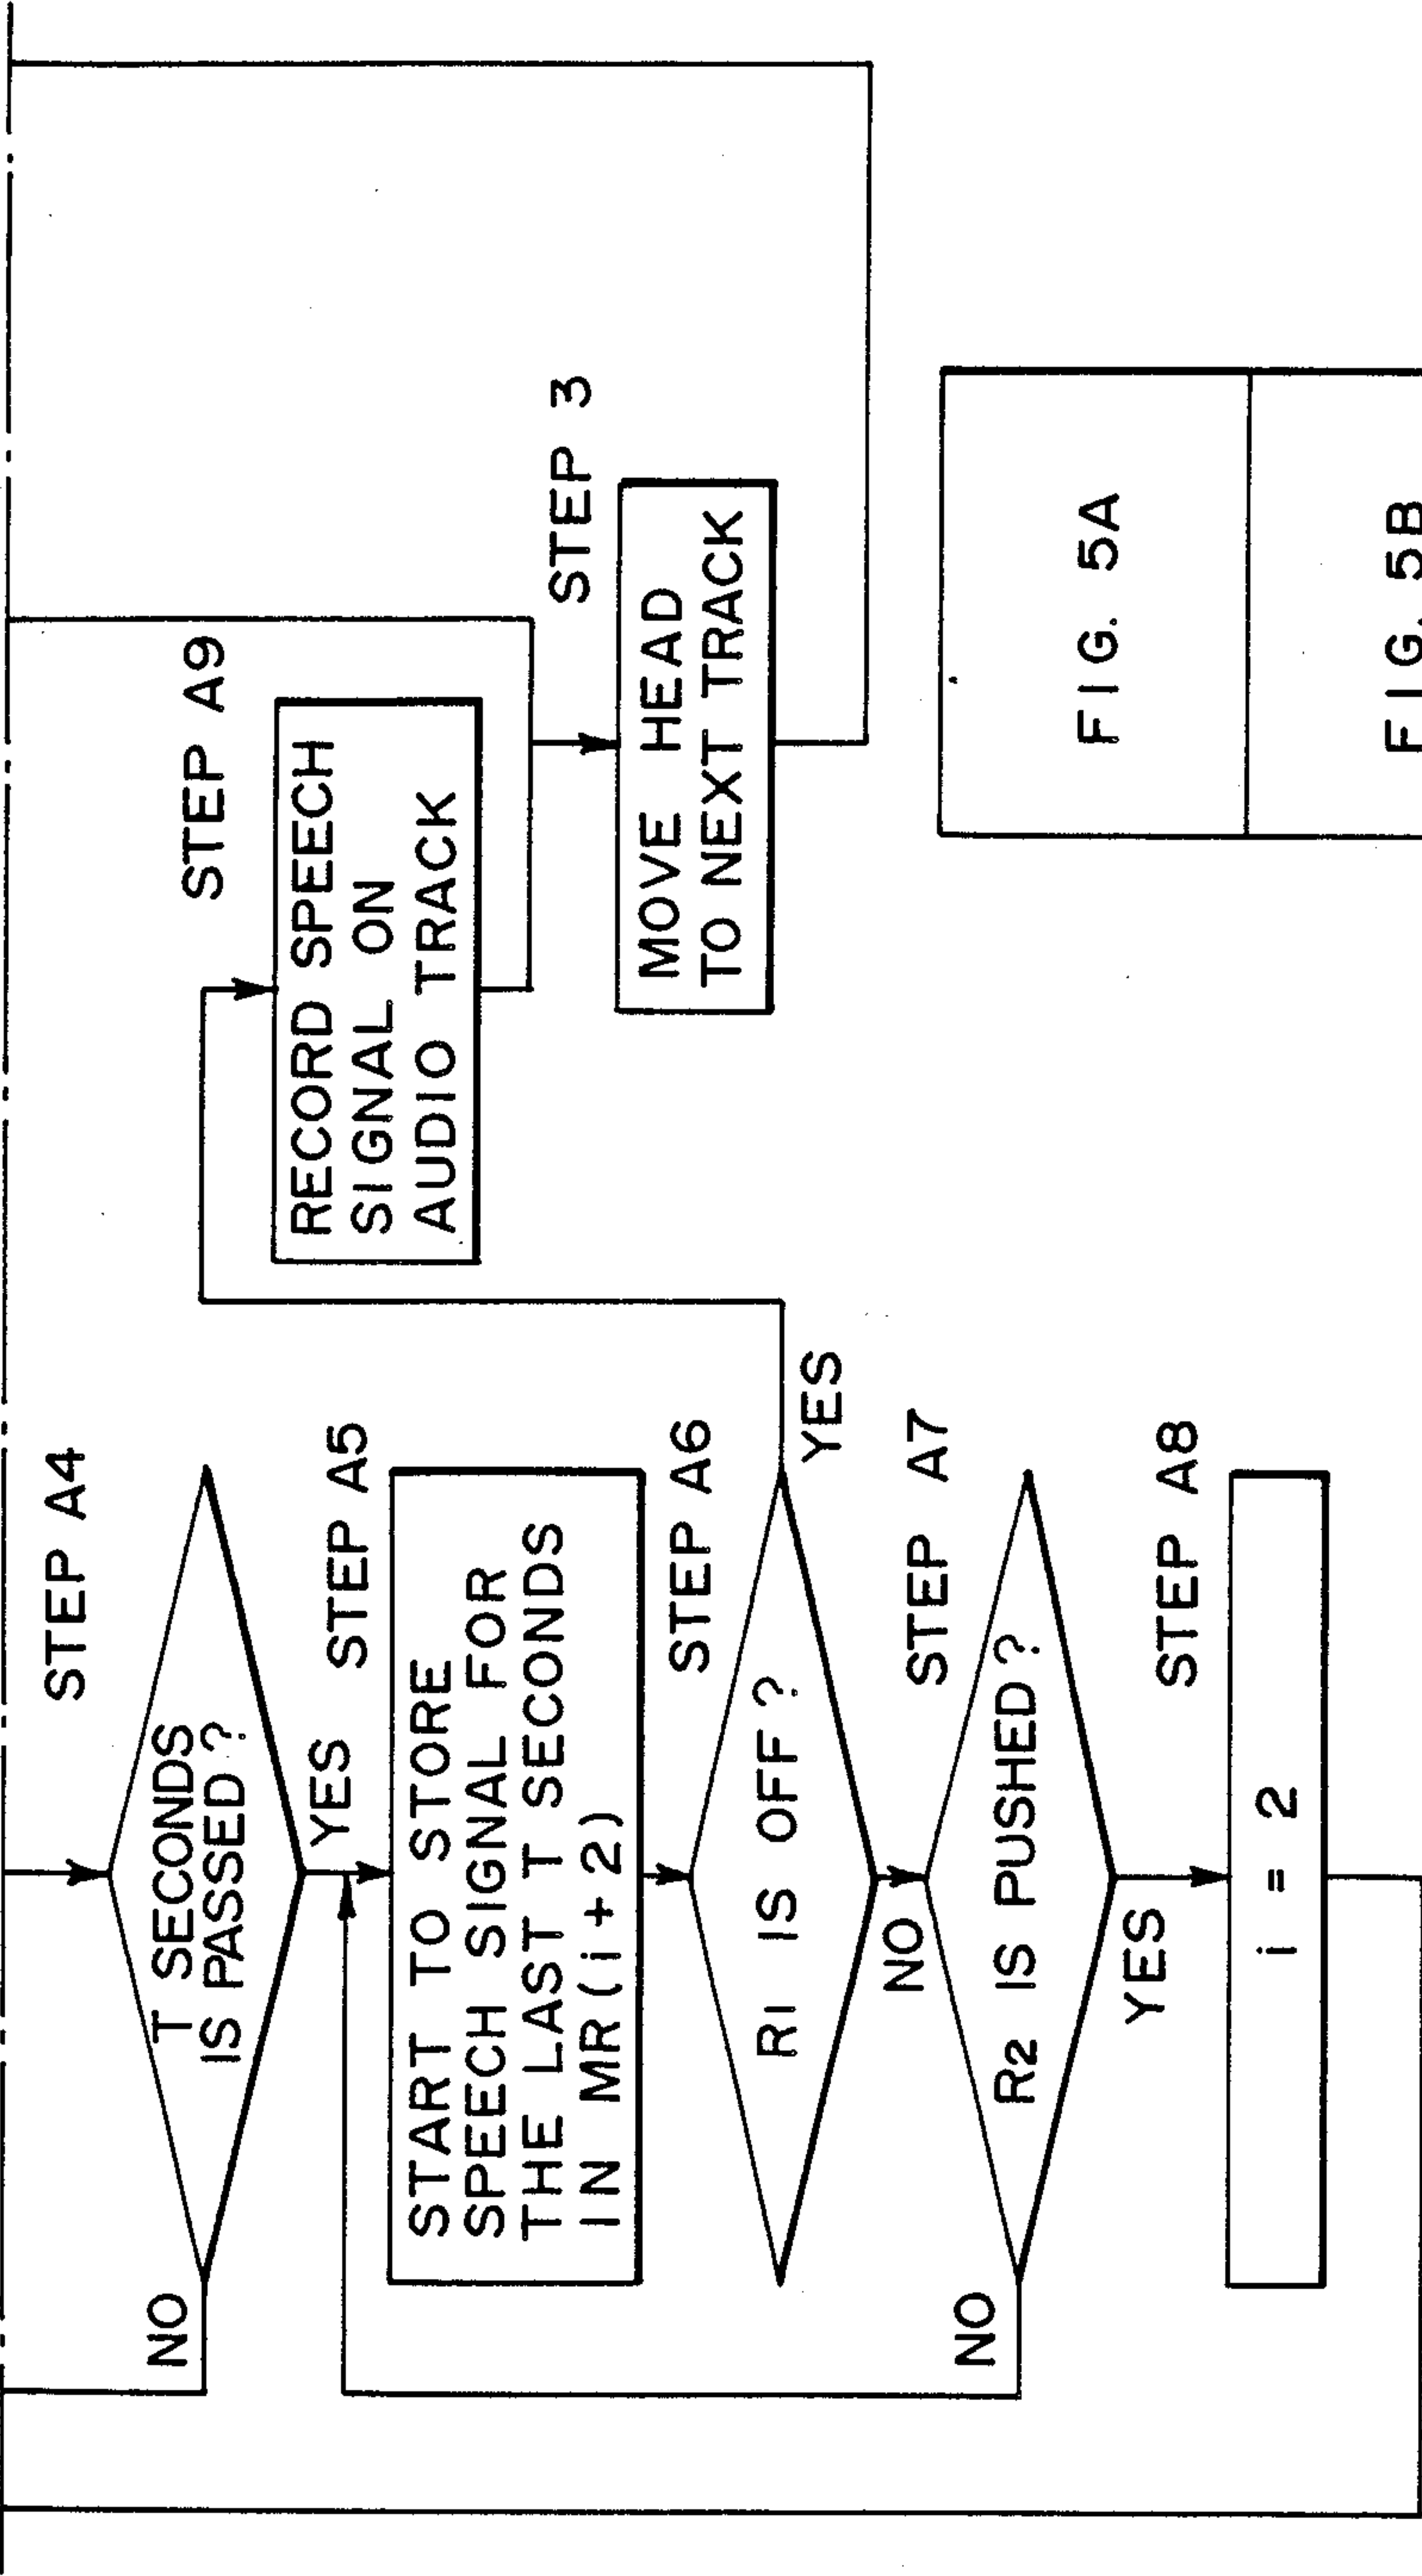 STEP A4
T SECONDS
IS PASSED?
NO
YES
STEP A5
START TO STORE
SPEECH SIGNAL FOR
THE LAST T SECONDS
IN MR(i+2)
STEP A6
R1 IS OFF?
YES
NO
STEP A7
R2 IS PUSHED?
NO
YES
STEP A8
i = 2
STEP A9
RECORD SPEECH
SIGNAL ON
AUDIO TRACK
STEP 3
MOVE HEAD
TO NEXT TRACK
FIG. 5A
FIG. 5B